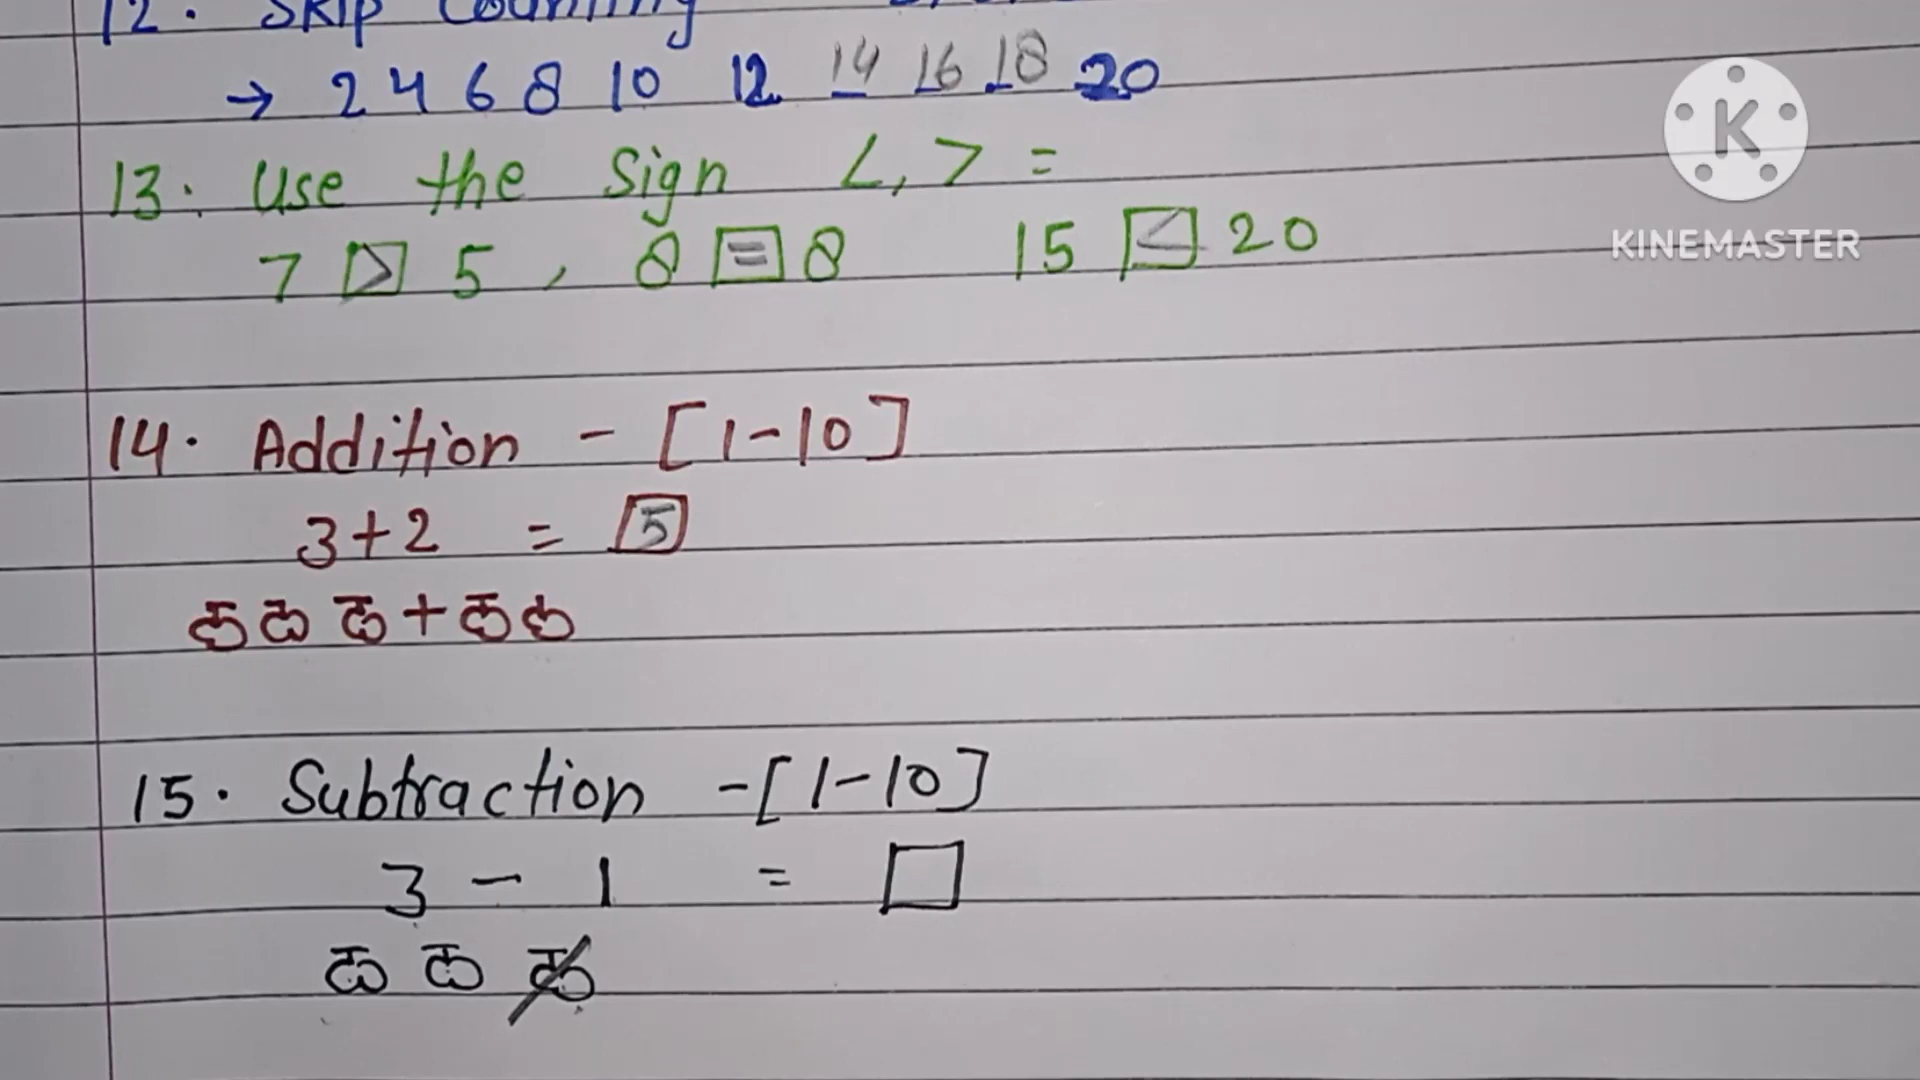 12. Skip Counting
→ 2 4 6 8 10 12 14 16 18 20
13. Use the Sign <, > =
7 > 5, 8 = 8 15 < 20
14. Addition - [1-10]
3+2 = 5
+
15. Subtraction - [1-10]
3 - 1 =
K
KINEMASTER